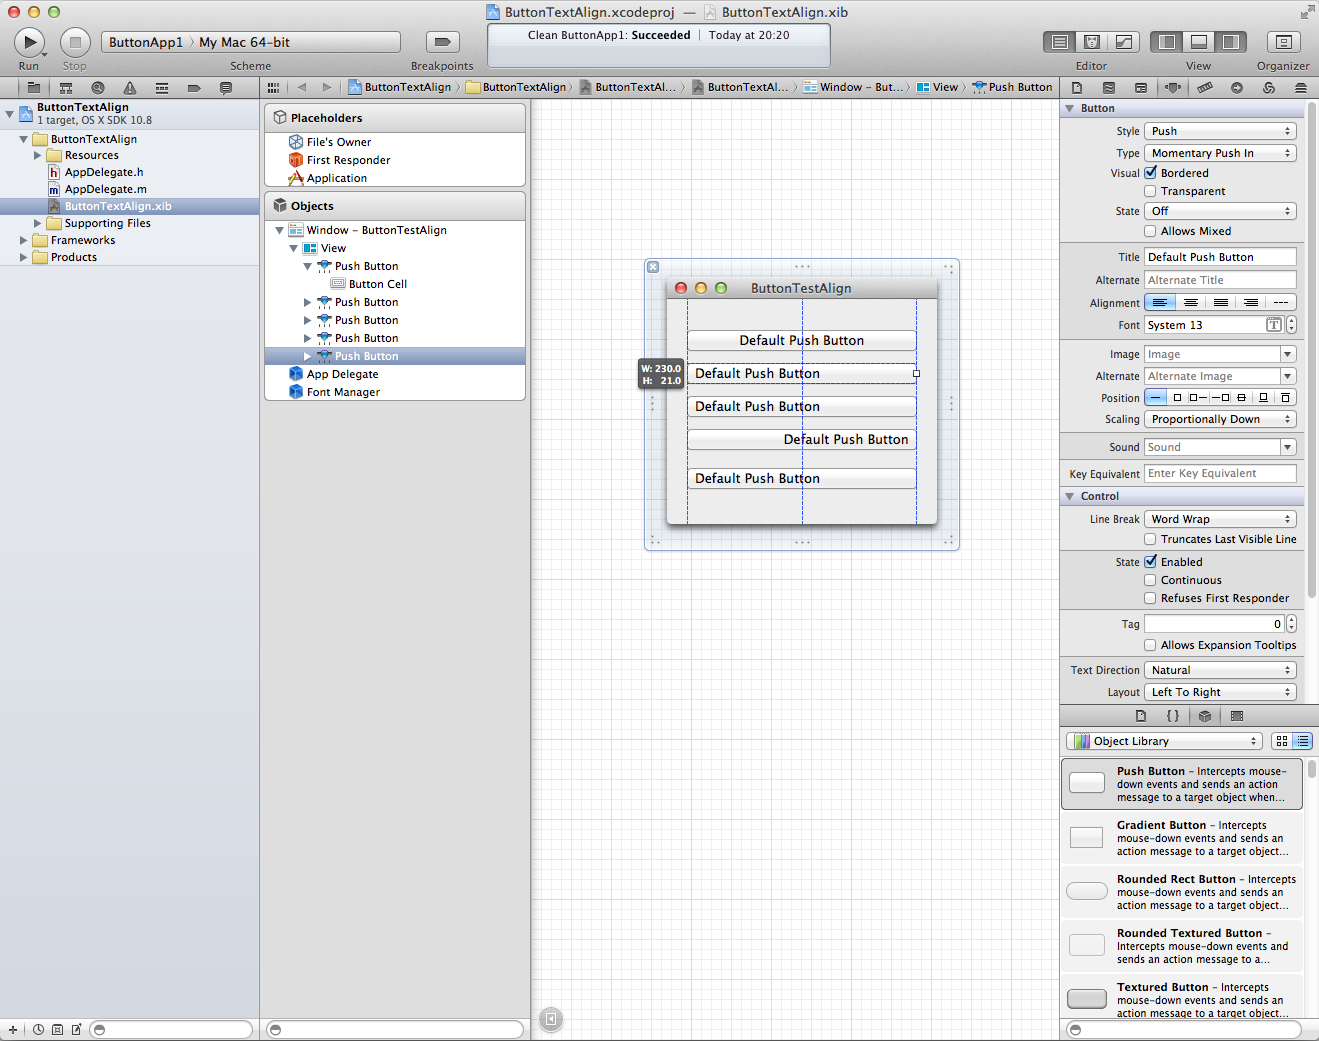 ButtonTextAlign.xcodeproj — ButtonTextAlign.xib
ButtonApp1 〉 My Mac 64-bit
Clean ButtonApp1: Succeeded | Today at 20:20
Run Stop Scheme Breakpoints Editor View Organizer
ButtonTextAlign
1 target, OS X SDK 10.8
ButtonTextAlign
Resources
AppDelegate.h
AppDelegate.m
ButtonTextAlign.xib
Supporting Files
Frameworks
Products
ButtonTextAlign 〉 ButtonTextAlign 〉 ButtonTextAl... 〉 ButtonTextAl... 〉 Window – But... 〉 View 〉 Push Button
Placeholders
File's Owner
First Responder
Application
Objects
Window – ButtonTestAlign
View
Push Button
Button Cell
Push Button
Push Button
Push Button
Push Button
App Delegate
Font Manager
ButtonTestAlign
Default Push Button
W: 230.0
H: 21.0
Default Push Button
Default Push Button
Default Push Button
Default Push Button
Button
Style Push
Type Momentary Push In
Visual Bordered
Transparent
State Off
Allows Mixed
Title Default Push Button
Alternate Alternate Title
Alignment
Font System 13
Image Image
Alternate Alternate Image
Position
Scaling Proportionally Down
Sound Sound
Key Equivalent Enter Key Equivalent
Control
Line Break Word Wrap
Truncates Last Visible Line
State Enabled
Continuous
Refuses First Responder
Tag 0
Allows Expansion Tooltips
Text Direction Natural
Layout Left To Right
{ }
Object Library
Push Button – Intercepts mouse-
down events and sends an action
message to a target object when...
Gradient Button – Intercepts
mouse-down events and sends an
action message to a target object...
Rounded Rect Button – Intercepts
mouse-down events and sends an
action message to a target object...
Rounded Textured Button –
Intercepts mouse-down events and
sends an action message to a...
Textured Button – Intercepts
mouse-down events and sends an
action message to a target object...